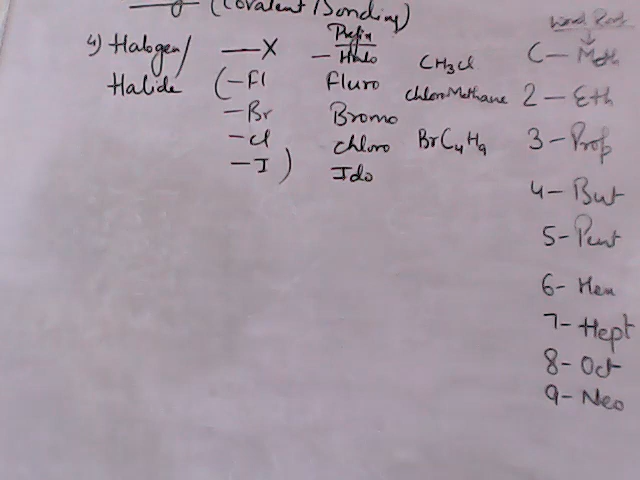 (Covalent Bonding)
4) Halogen/ —X Prefix
— Halo
Halide (-Fl Fluro
-Br Bromo
-Cl Chloro
-I) Ido
CH3Cl
ChloroMethane
BrC4H9
Word Root
C — Meth
2 - Eth
3 - Prop
4 - But
5 - Pent
6 - Hex
7 - Hept
8 - Oct
9 - Neo